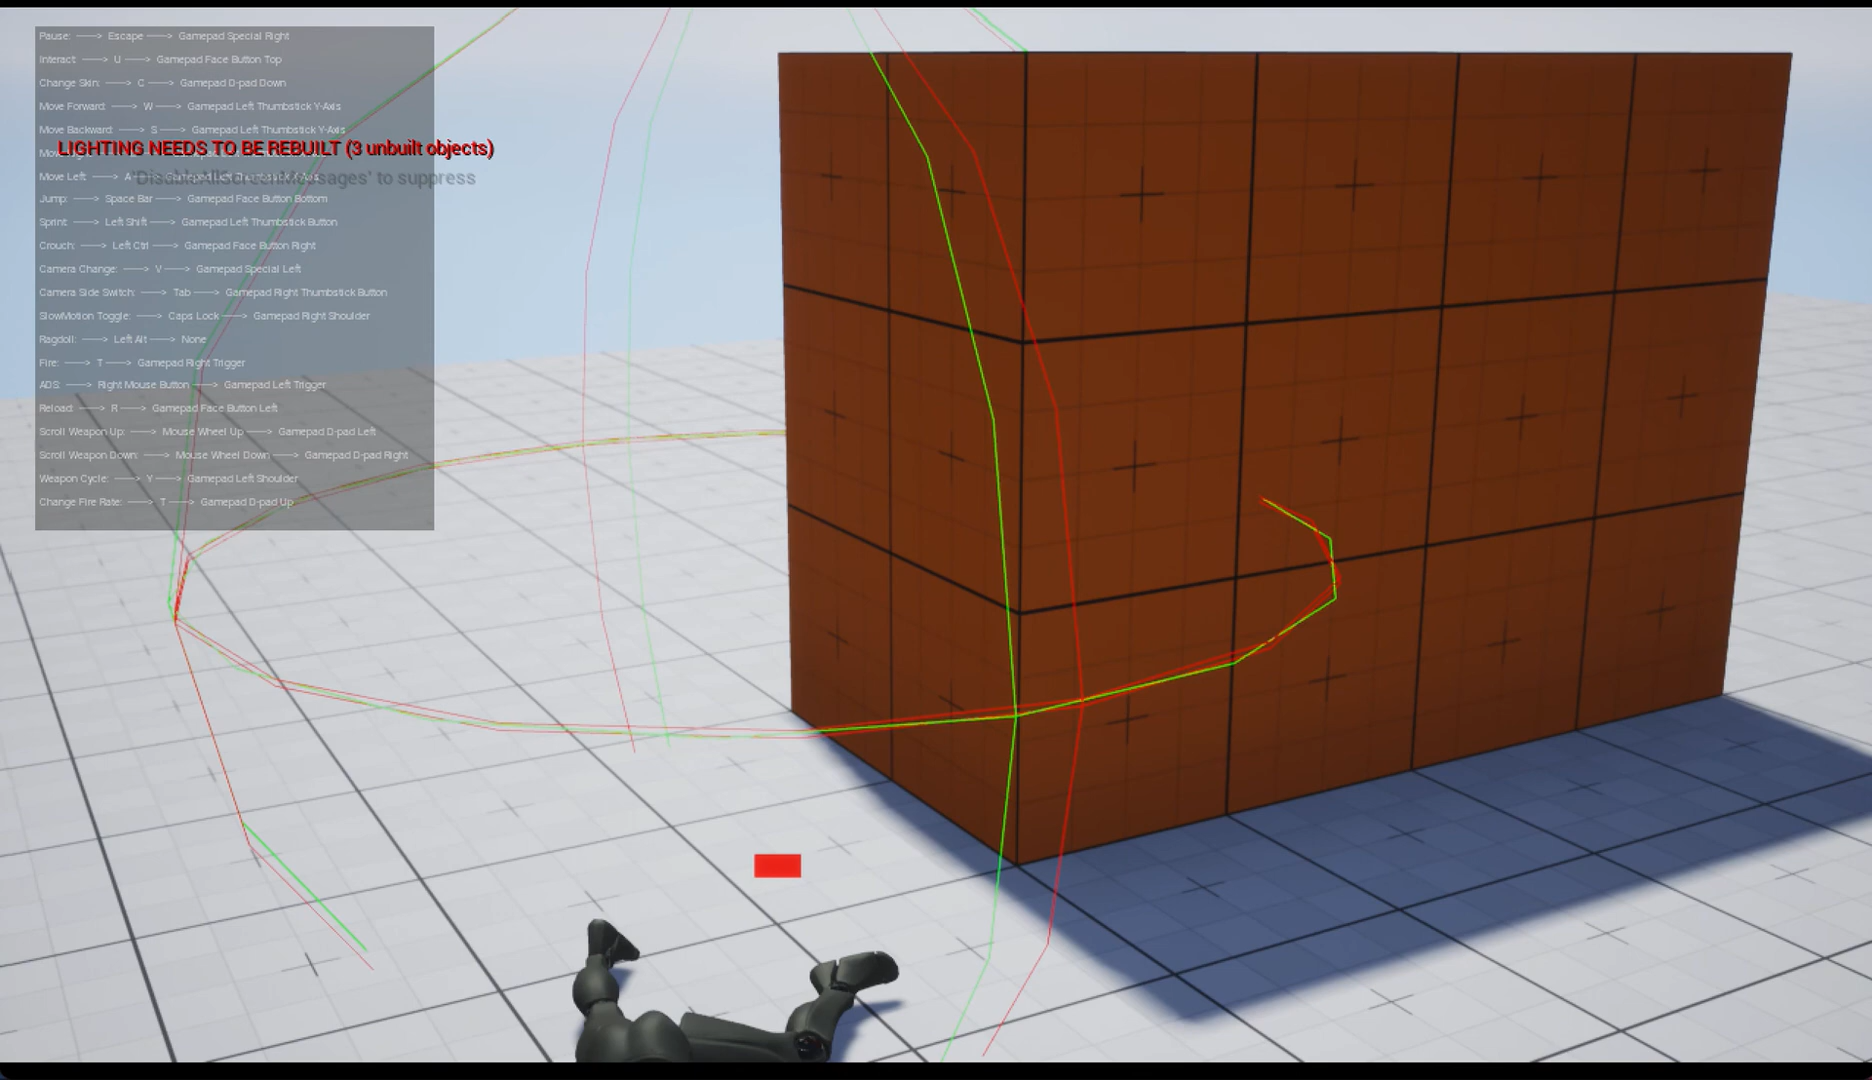 Pause: ——> Escape ——> Gamepad Special Right
Interact: ——> U ——> Gamepad Face Button Top
Change Skin: ——> C ——> Gamepad D-pad Down
Move Forward: ——> W ——> Gamepad Left Thumbstick Y-Axis
Move Backward: ——> S ——> Gamepad Left Thumbstick Y-Axis
LIGHTING NEEDS TO BE REBUILT (3 unbuilt objects)
Move Left ——> A ——> Gamepad Left Thumbstick X-Axis
'DisableAllScreenMessages' to suppress
Jump: ——> Space Bar ——> Gamepad Face Button Bottom
Sprint: ——> Left Shift ——> Gamepad Left Thumbstick Button
Crouch: ——> Left Ctrl ——> Gamepad Face Button Right
Camera Change: ——> V ——> Gamepad Special Left
Camera Side Switch: ——> Tab ——> Gamepad Right Thumbstick Button
SlowMotion Toggle: ——> Caps Lock ——> Gamepad Right Shoulder
Ragdoll: ——> Left Alt ——> None
Fire: ——> T ——> Gamepad Right Trigger
ADS: ——> Right Mouse Button ——> Gamepad Left Trigger
Reload: ——> R ——> Gamepad Face Button Left
Scroll Weapon Up: ——> Mouse Wheel Up ——> Gamepad D-pad Left
Scroll Weapon Down: ——> Mouse Wheel Down ——> Gamepad D-pad Right
Weapon Cycle: ——> Y ——> Gamepad Left Shoulder
Change Fire Rate: ——> T ——> Gamepad D-pad Up